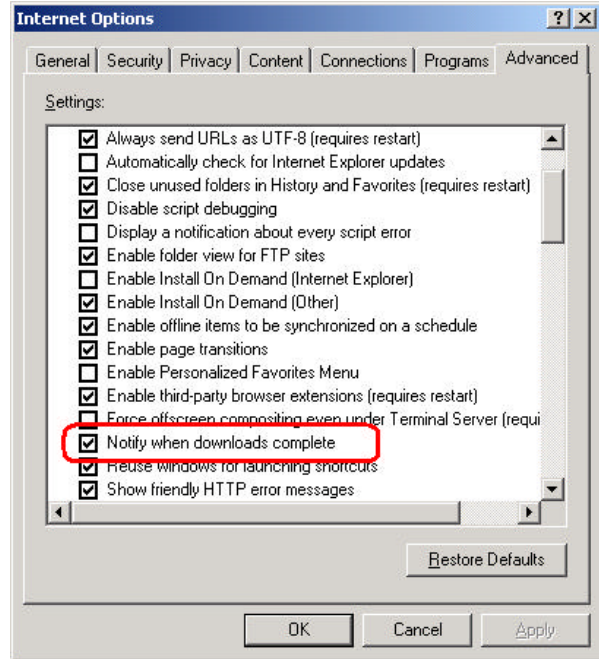 Internet Options
General Security Privacy Content Connections Programs Advanced
Settings:
Always send URLs as UTF-8 (requires restart)
Automatically check for Internet Explorer updates
Close unused folders in History and Favorites (requires restart)
Disable script debugging
Display a notification about every script error
Enable folder view for FTP sites
Enable Install On Demand (Internet Explorer)
Enable Install On Demand (Other)
Enable offline items to be synchronized on a schedule
Enable page transitions
Enable Personalized Favorites Menu
Enable third-party browser extensions (requires restart)
Force offscreen compositing even under Terminal Server (requi
Notify when downloads complete
Reuse windows for launching shortcuts
Show friendly HTTP error messages
Restore Defaults
OK Cancel Apply